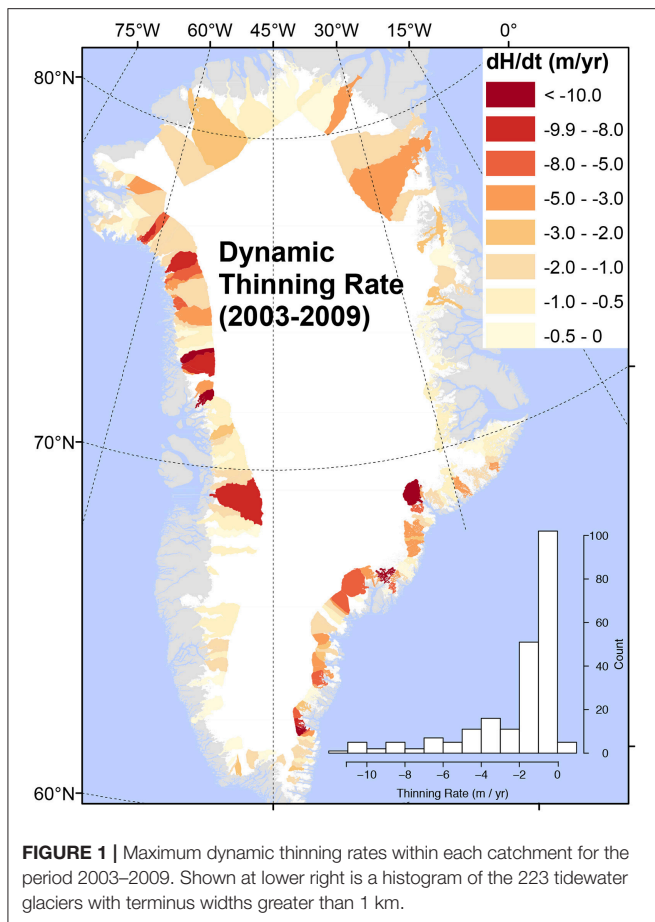 75°W 60°W 45°W 30°W 15°W 0°
80°N
70°N
60°N
dH/dt (m/yr)
< -10.0
-9.9 - -8.0
-8.0 - -5.0
-5.0 - -3.0
-3.0 - -2.0
-2.0 - -1.0
-1.0 - -0.5
-0.5 - 0
Dynamic
Thinning Rate
(2003-2009)
100
80
60
40
20
0
Count
-10 -8 -6 -4 -2 0
Thinning Rate (m / yr)
FIGURE 1 | Maximum dynamic thinning rates within each catchment for the
period 2003–2009. Shown at lower right is a histogram of the 223 tidewater
glaciers with terminus widths greater than 1 km.